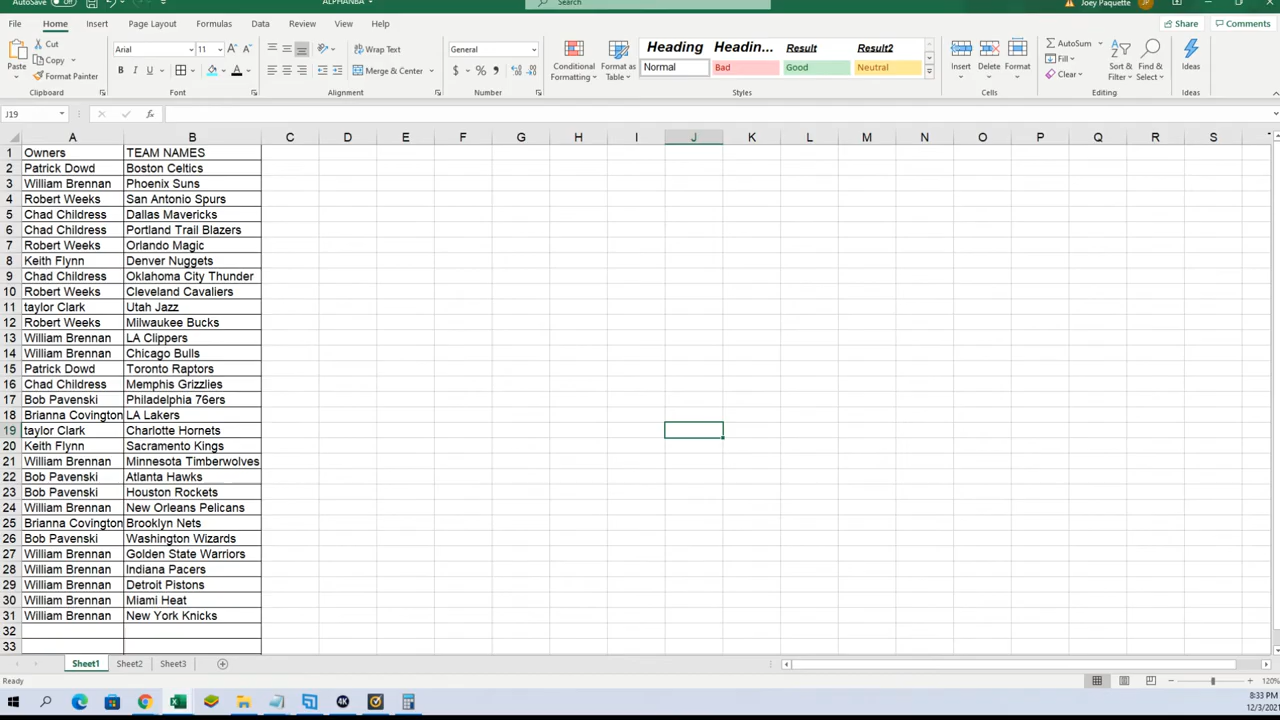 AutoSave Off ALPHANBA Search Joey Paquette JP
File Home Insert Page Layout Formulas Data Review View Help Share Comments
Paste Cut Copy Format Painter Clipboard
Arial 11 A A B I U A Font
Wrap Text Merge & Center Alignment
General $ % , Number
Conditional Formatting Format as Table
Heading Headin... Result Result2
Normal Bad Good Neutral
Styles
Insert Delete Format Cells
AutoSum Fill Clear Sort & Filter Find & Select Editing
Ideas Ideas
J19 fx
A B C D E F G H I J K L M N O P Q R S
1 Owners TEAM NAMES
2 Patrick Dowd Boston Celtics
3 William Brennan Phoenix Suns
4 Robert Weeks San Antonio Spurs
5 Chad Childress Dallas Mavericks
6 Chad Childress Portland Trail Blazers
7 Robert Weeks Orlando Magic
8 Keith Flynn Denver Nuggets
9 Chad Childress Oklahoma City Thunder
10 Robert Weeks Cleveland Cavaliers
11 taylor Clark Utah Jazz
12 Robert Weeks Milwaukee Bucks
13 William Brennan LA Clippers
14 William Brennan Chicago Bulls
15 Patrick Dowd Toronto Raptors
16 Chad Childress Memphis Grizzlies
17 Bob Pavenski Philadelphia 76ers
18 Brianna Covington LA Lakers
19 taylor Clark Charlotte Hornets
20 Keith Flynn Sacramento Kings
21 William Brennan Minnesota Timberwolves
22 Bob Pavenski Atlanta Hawks
23 Bob Pavenski Houston Rockets
24 William Brennan New Orleans Pelicans
25 Brianna Covington Brooklyn Nets
26 Bob Pavenski Washington Wizards
27 William Brennan Golden State Warriors
28 William Brennan Indiana Pacers
29 William Brennan Detroit Pistons
30 William Brennan Miami Heat
31 William Brennan New York Knicks
32
33
Sheet1 Sheet2 Sheet3
Ready 120%
4K
8:33 PM
12/3/2021